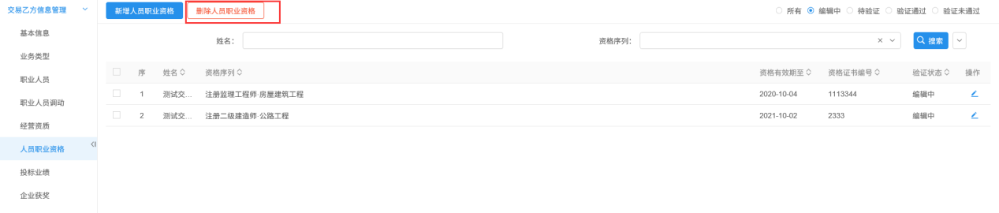 交易乙方信息管理
新增人员职业资格 删除人员职业资格 所有 编辑中 待验证 验证通过 验证未通过
基本信息
姓名： 资格序列： 搜索
业务类型
序 姓名 资格序列 资格有效期至 资格证书编号 验证状态 操作
职业人员
1 测试交... 注册监理工程师·房屋建筑工程 2020-10-04 1113344 编辑中
职业人员调动
2 测试交... 注册二级建造师·公路工程 2021-10-02 2333 编辑中
经营资质
人员职业资格
投标业绩
企业获奖